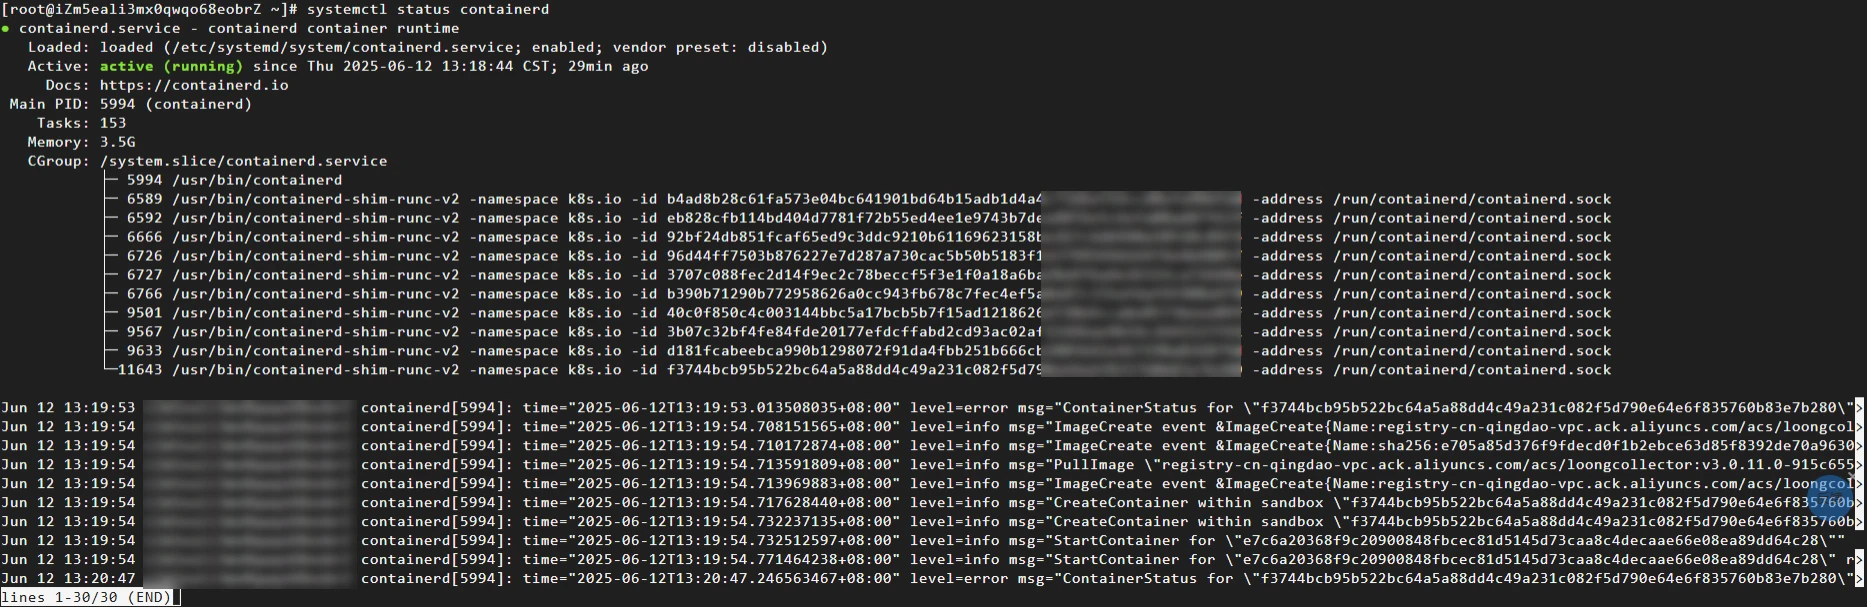 [root@iZm5eali3mx0qwqo68eobrZ ~]# systemctl status containerd
● containerd.service - containerd container runtime
Loaded: loaded (/etc/systemd/system/containerd.service; enabled; vendor preset: disabled)
Active: active (running) since Thu 2025-06-12 13:18:44 CST; 29min ago
Docs: https://containerd.io
Main PID: 5994 (containerd)
Tasks: 153
Memory: 3.5G
CGroup: /system.slice/containerd.service
├─ 5994 /usr/bin/containerd
├─ 6589 /usr/bin/containerd-shim-runc-v2 -namespace k8s.io -id b4ad8b28c61fa573e04bc641901bd64b15adb1d4a4 -address /run/containerd/containerd.sock
├─ 6592 /usr/bin/containerd-shim-runc-v2 -namespace k8s.io -id eb828cfb114bd404d7781f72b55ed4ee1e9743b7de -address /run/containerd/containerd.sock
├─ 6666 /usr/bin/containerd-shim-runc-v2 -namespace k8s.io -id 92bf24db851fcaf65ed9c3ddc9210b61169623158b -address /run/containerd/containerd.sock
├─ 6726 /usr/bin/containerd-shim-runc-v2 -namespace k8s.io -id 96d44ff7503b876227e7d287a730cac5b50b5183f1 -address /run/containerd/containerd.sock
├─ 6727 /usr/bin/containerd-shim-runc-v2 -namespace k8s.io -id 3707c088fec2d14f9ec2c78beccf5f3e1f0a18a6ba -address /run/containerd/containerd.sock
├─ 6766 /usr/bin/containerd-shim-runc-v2 -namespace k8s.io -id b390b71290b772958626a0cc943fb678c7fec4ef5a -address /run/containerd/containerd.sock
├─ 9501 /usr/bin/containerd-shim-runc-v2 -namespace k8s.io -id 40c0f850c4c003144bbc5a17bcb5b7f15ad1218626 -address /run/containerd/containerd.sock
├─ 9567 /usr/bin/containerd-shim-runc-v2 -namespace k8s.io -id 3b07c32bf4fe84fde20177efdcffabd2cd93ac02af -address /run/containerd/containerd.sock
├─ 9633 /usr/bin/containerd-shim-runc-v2 -namespace k8s.io -id d181fcabeebca990b1298072f91da4fbb251b666cb -address /run/containerd/containerd.sock
└─11643 /usr/bin/containerd-shim-runc-v2 -namespace k8s.io -id f3744bcb95b522bc64a5a88dd4c49a231c082f5d79 -address /run/containerd/containerd.sock
Jun 12 13:19:53 containerd[5994]: time="2025-06-12T13:19:53.013508035+08:00" level=error msg="ContainerStatus for \"f3744bcb95b522bc64a5a88dd4c49a231c082f5d790e64e6f835760b83e7b280\">
Jun 12 13:19:54 containerd[5994]: time="2025-06-12T13:19:54.708151565+08:00" level=info msg="ImageCreate event &ImageCreate{Name:registry-cn-qingdao-vpc.ack.aliyuncs.com/acs/loongcol>
Jun 12 13:19:54 containerd[5994]: time="2025-06-12T13:19:54.710172874+08:00" level=info msg="ImageCreate event &ImageCreate{Name:sha256:e705a85d376f9fdecd0f1b2ebce63d85f8392de70a9630>
Jun 12 13:19:54 containerd[5994]: time="2025-06-12T13:19:54.713591809+08:00" level=info msg="PullImage \"registry-cn-qingdao-vpc.ack.aliyuncs.com/acs/loongcollector:v3.0.11.0-915c655>
Jun 12 13:19:54 containerd[5994]: time="2025-06-12T13:19:54.713969883+08:00" level=info msg="ImageCreate event &ImageCreate{Name:registry-cn-qingdao-vpc.ack.aliyuncs.com/acs/loongcol>
Jun 12 13:19:54 containerd[5994]: time="2025-06-12T13:19:54.717628440+08:00" level=info msg="CreateContainer within sandbox \"f3744bcb95b522bc64a5a88dd4c49a231c082f5d790e64e6f835760b>
Jun 12 13:19:54 containerd[5994]: time="2025-06-12T13:19:54.732237135+08:00" level=info msg="CreateContainer within sandbox \"f3744bcb95b522bc64a5a88dd4c49a231c082f5d790e64e6f835760b>
Jun 12 13:19:54 containerd[5994]: time="2025-06-12T13:19:54.732512597+08:00" level=info msg="StartContainer for \"e7c6a20368f9c20900848fbcec81d5145d73caa8c4decaae66e08ea89dd64c28\""
Jun 12 13:19:54 containerd[5994]: time="2025-06-12T13:19:54.771464238+08:00" level=info msg="StartContainer for \"e7c6a20368f9c20900848fbcec81d5145d73caa8c4decaae66e08ea89dd64c28\" r>
Jun 12 13:20:47 containerd[5994]: time="2025-06-12T13:20:47.246563467+08:00" level=error msg="ContainerStatus for \"f3744bcb95b522bc64a5a88dd4c49a231c082f5d790e64e6f835760b83e7b280\">
lines 1-30/30 (END)